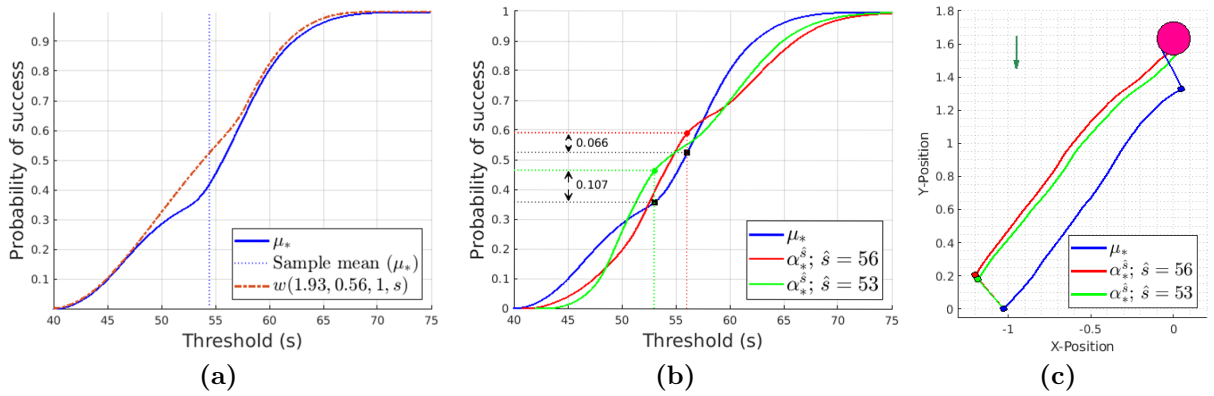 Probability of success
0.9
0.8
0.7
0.6
0.5
0.4
0.3
0.2
0.1
40 45 50 55 60 65 70 75
Threshold (s)
μ*
Sample mean (μ*)
w(1.93, 0.56, 1, s)
(a)
Probability of success
0.9
0.8
0.7
0.6
0.5
0.4
0.3
0.2
0.1
0.066
0.107
40 45 50 55 60 65 70 75
Threshold (s)
μ*
α*^ŝ; ŝ = 56
α*^ŝ; ŝ = 53
(b)
Y-Position
1.8
1.6
1.4
1.2
1
0.8
0.6
0.4
0.2
0
-1 -0.5 0
X-Position
μ*
α*^ŝ; ŝ = 56
α*^ŝ; ŝ = 53
(c)